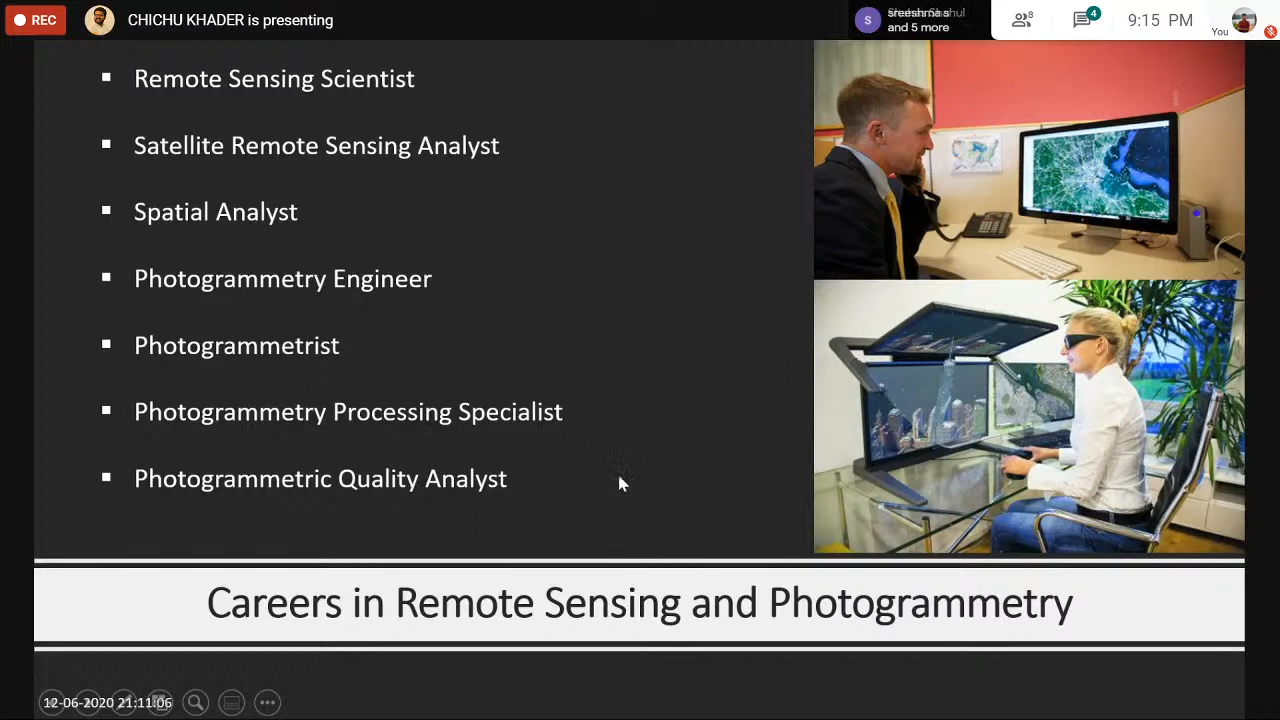 REC
CHICHU KHADER is presenting
S
and 5 more
8
4
9:15 PM
You
Remote Sensing Scientist
Satellite Remote Sensing Analyst
Spatial Analyst
Photogrammetry Engineer
Photogrammetrist
Photogrammetry Processing Specialist
Photogrammetric Quality Analyst
Careers in Remote Sensing and Photogrammetry
12-06-2020 21:11:06